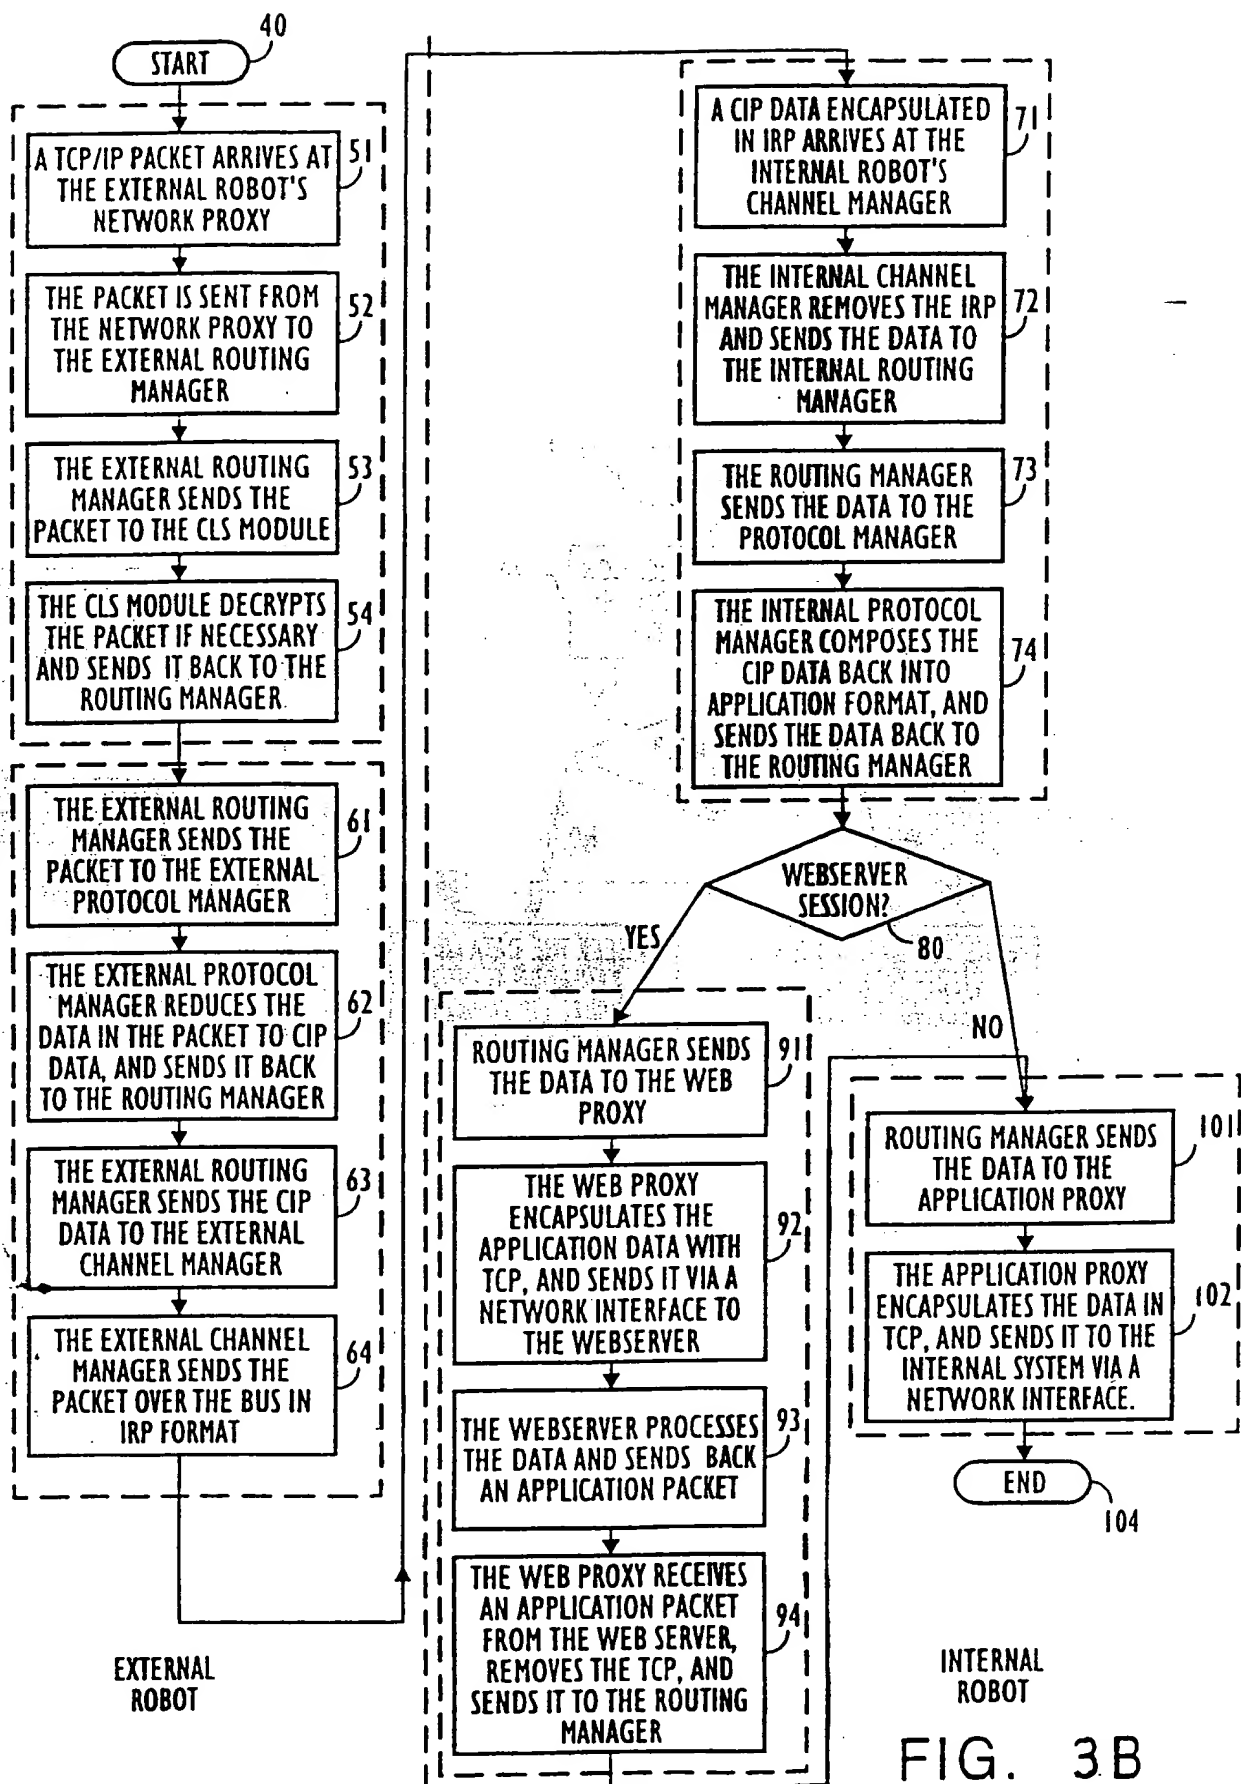 START
40
A TCP/IP PACKET ARRIVES AT
THE EXTERNAL ROBOT'S
NETWORK PROXY
51
THE PACKET IS SENT FROM
THE NETWORK PROXY TO
THE EXTERNAL ROUTING
MANAGER
52
THE EXTERNAL ROUTING
MANAGER SENDS THE
PACKET TO THE CLS MODULE
53
THE CLS MODULE DECRYPTS
THE PACKET IF NECESSARY
AND SENDS IT BACK TO THE
ROUTING MANAGER
54
THE EXTERNAL ROUTING
MANAGER SENDS THE
PACKET TO THE EXTERNAL
PROTOCOL MANAGER
61
THE EXTERNAL PROTOCOL
MANAGER REDUCES THE
DATA IN THE PACKET TO CIP
DATA, AND SENDS IT BACK
TO THE ROUTING MANAGER
62
THE EXTERNAL ROUTING
MANAGER SENDS THE CIP
DATA TO THE EXTERNAL
CHANNEL MANAGER
63
THE EXTERNAL CHANNEL
MANAGER SENDS THE
PACKET OVER THE BUS IN
IRP FORMAT
64
EXTERNAL
ROBOT
A CIP DATA ENCAPSULATED
IN IRP ARRIVES AT THE
INTERNAL ROBOT'S
CHANNEL MANAGER
71
THE INTERNAL CHANNEL
MANAGER REMOVES THE IRP
AND SENDS THE DATA TO
THE INTERNAL ROUTING
MANAGER
72
THE ROUTING MANAGER
SENDS THE DATA TO THE
PROTOCOL MANAGER
73
THE INTERNAL PROTOCOL
MANAGER COMPOSES THE
CIP DATA BACK INTO
APPLICATION FORMAT, AND
SENDS THE DATA BACK TO
THE ROUTING MANAGER
74
WEBSERVER
SESSION?
80
YES
NO
ROUTING MANAGER SENDS
THE DATA TO THE WEB
PROXY
91
THE WEB PROXY
ENCAPSULATES THE
APPLICATION DATA WITH
TCP, AND SENDS IT VIA A
NETWORK INTERFACE TO
THE WEBSERVER
92
THE WEBSERVER PROCESSES
THE DATA AND SENDS BACK
AN APPLICATION PACKET
93
THE WEB PROXY RECEIVES
AN APPLICATION PACKET
FROM THE WEB SERVER,
REMOVES THE TCP, AND
SENDS IT TO THE ROUTING
MANAGER
94
ROUTING MANAGER SENDS
THE DATA TO THE
APPLICATION PROXY
101
THE APPLICATION PROXY
ENCAPSULATES THE DATA IN
TCP, AND SENDS IT TO THE
INTERNAL SYSTEM VIA A
NETWORK INTERFACE.
102
END
104
INTERNAL
ROBOT
FIG. 3B